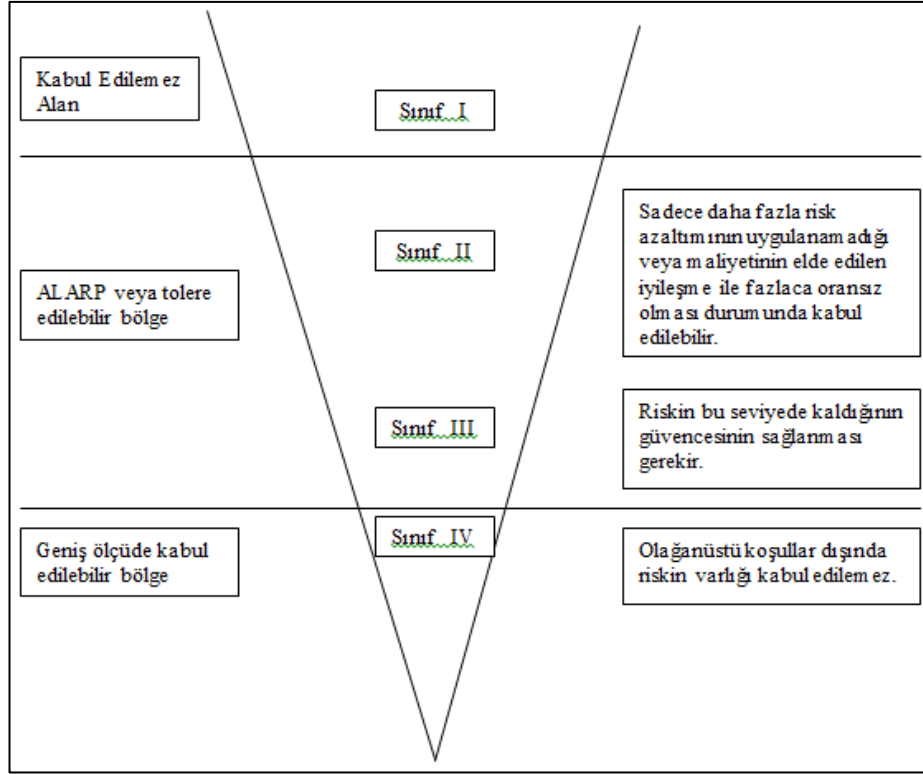 Kabul Edilemez
Alan
Sınıf I
Sınıf II
Sadece daha fazla risk
azaltımının uygulanamadığı
veya maliyetinin elde edilen
iyileşme ile fazlaca oransız
olması durumunda kabul
edilebilir.
ALARP veya tolere
edilebilir bölge
Sınıf III
Riskin bu seviyede kaldığının
güvencesinin sağlanması
gerekir.
Sınıf IV
Geniş ölçüde kabul
edilebilir bölge
Olağanüstü koşullar dışında
riskin varlığı kabul edilemez.